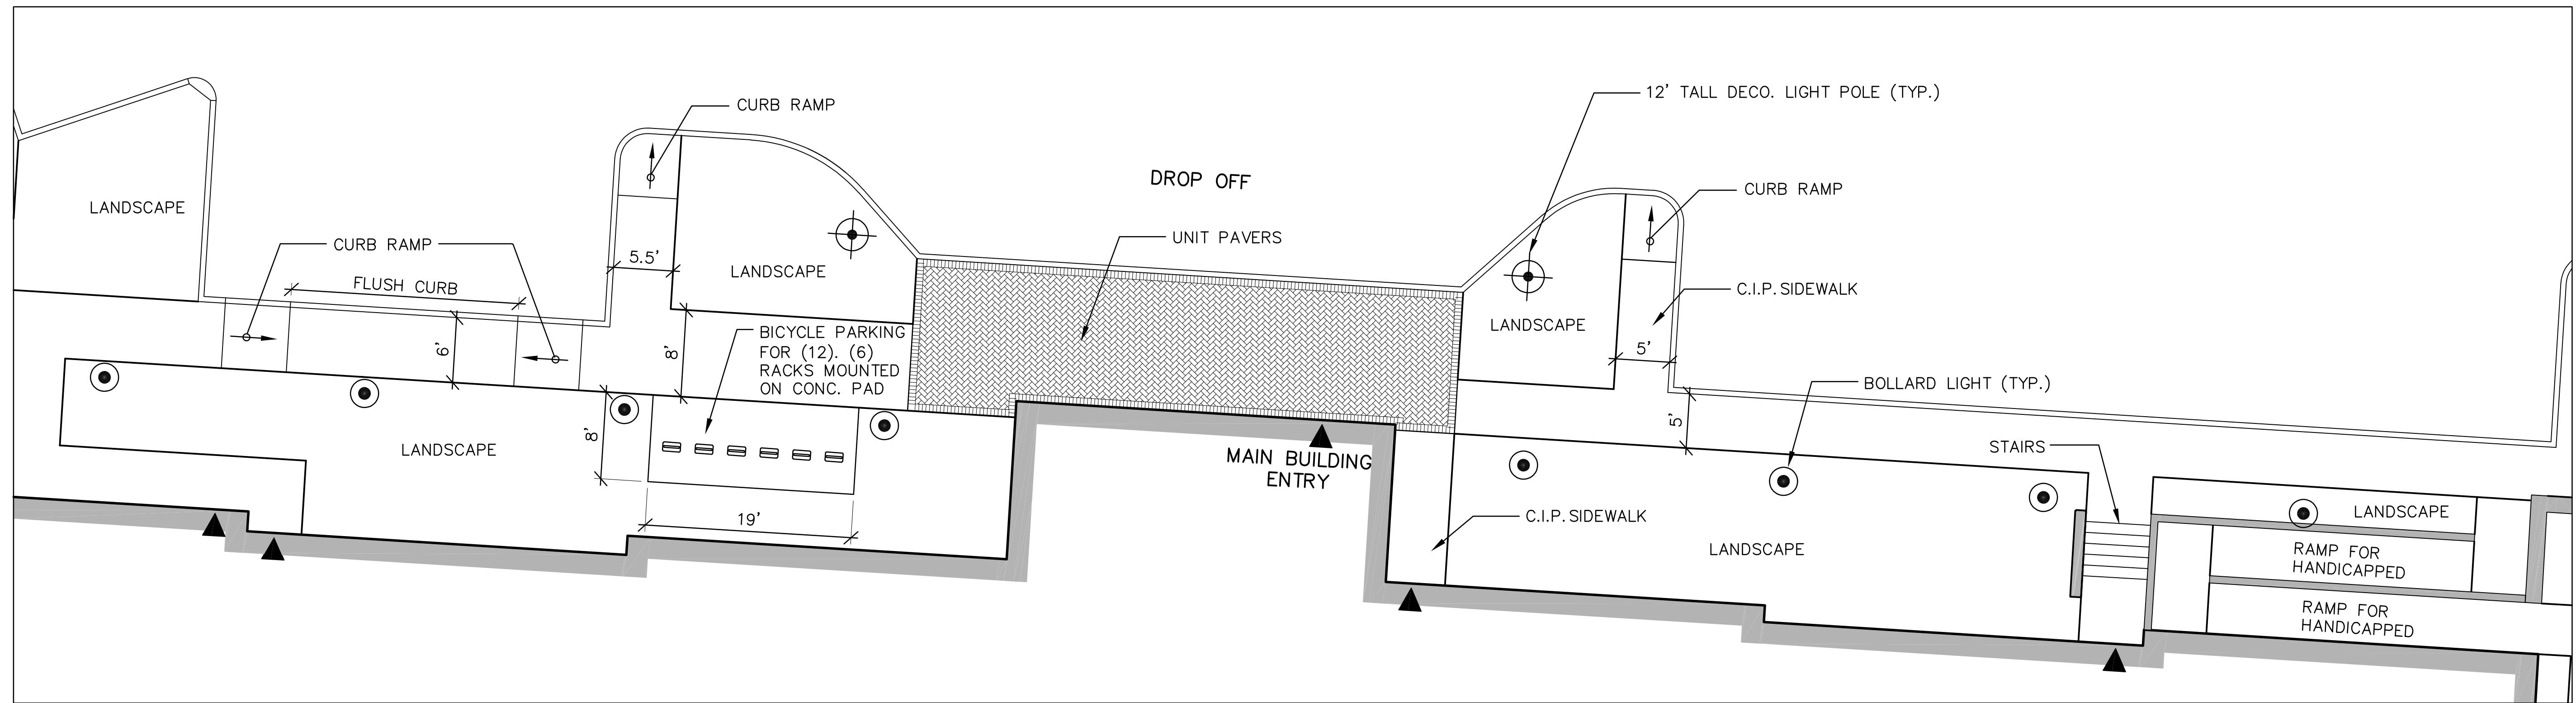 CURB RAMP
12' TALL DECO. LIGHT POLE (TYP.)
DROP OFF
CURB RAMP
LANDSCAPE
CURB RAMP
UNIT PAVERS
FLUSH CURB
5.5'
LANDSCAPE
C.I.P. SIDEWALK
LANDSCAPE
BICYCLE PARKING
FOR (12). (6)
RACKS MOUNTED
ON CONC. PAD
6'
8'
5'
BOLLARD LIGHT (TYP.)
8'
5'
LANDSCAPE
MAIN BUILDING
ENTRY
STAIRS
19'
C.I.P. SIDEWALK
LANDSCAPE
LANDSCAPE
RAMP FOR
HANDICAPPED
RAMP FOR
HANDICAPPED